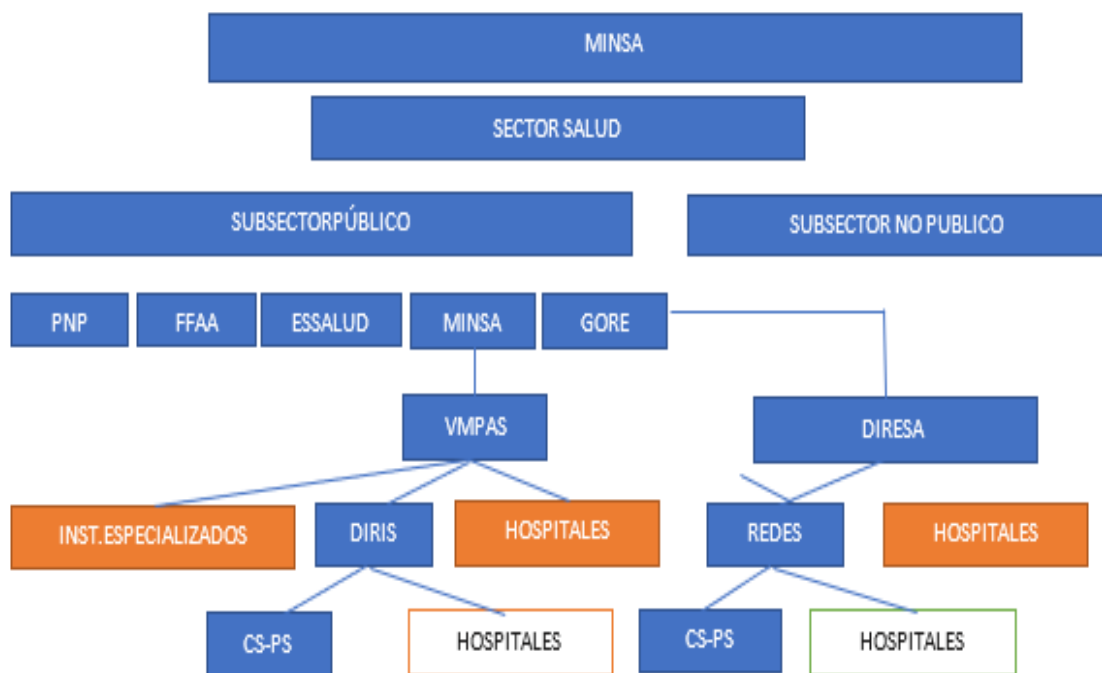 MINSA
SECTOR SALUD
SUBSECTORPÚBLICO
SUBSECTOR NO PUBLICO
PNP
FFAA
ESSALUD
MINSA
GORE
VMPAS
DIRESA
INST.ESPECIALIZADOS
DIRIS
HOSPITALES
REDES
HOSPITALES
CS-PS
HOSPITALES
CS-PS
HOSPITALES